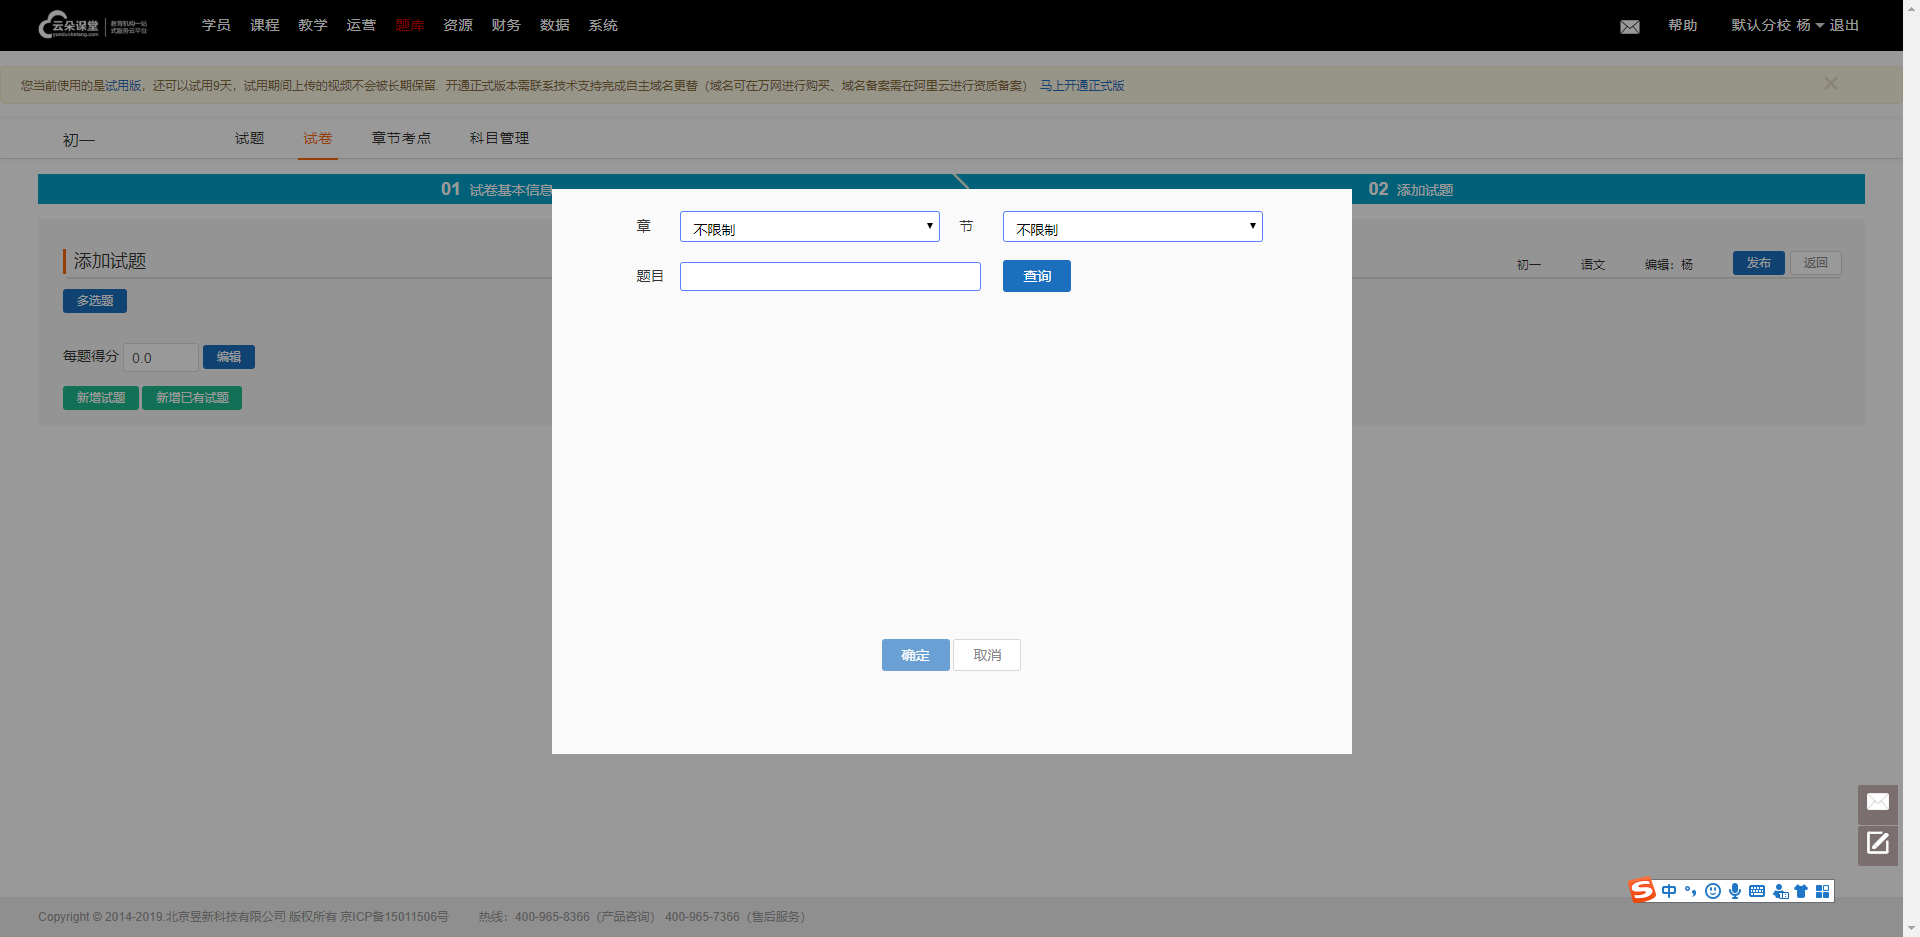 云朵课堂 教育机构一站
yunduoketang.com 式服务云平台
学员 课程 教学 运营 题库 资源 财务 数据 系统
帮助 默认分校 杨 退出
您当前使用的是试用版，还可以试用9天，试用期间上传的视频不会被长期保留. 开通正式版本需联系技术支持完成自主域名更替（域名可在万网进行购买、域名备案需在阿里云进行资质备案） 马上开通正式版
初一 试题 试卷 章节考点 科目管理
01 试卷基本信息
02 添加试题
章 不限制 节 不限制
添加试题
初一 语文 编辑：杨 发布 返回
题目 查询
多选题
每题得分 0.0 编辑
新增试题 新增已有试题
确定 取消
中
Copyright © 2014-2019.北京昱新科技有限公司 版权所有 京ICP备15011506号 热线：400-965-8366（产品咨询） 400-965-7366（售后服务）